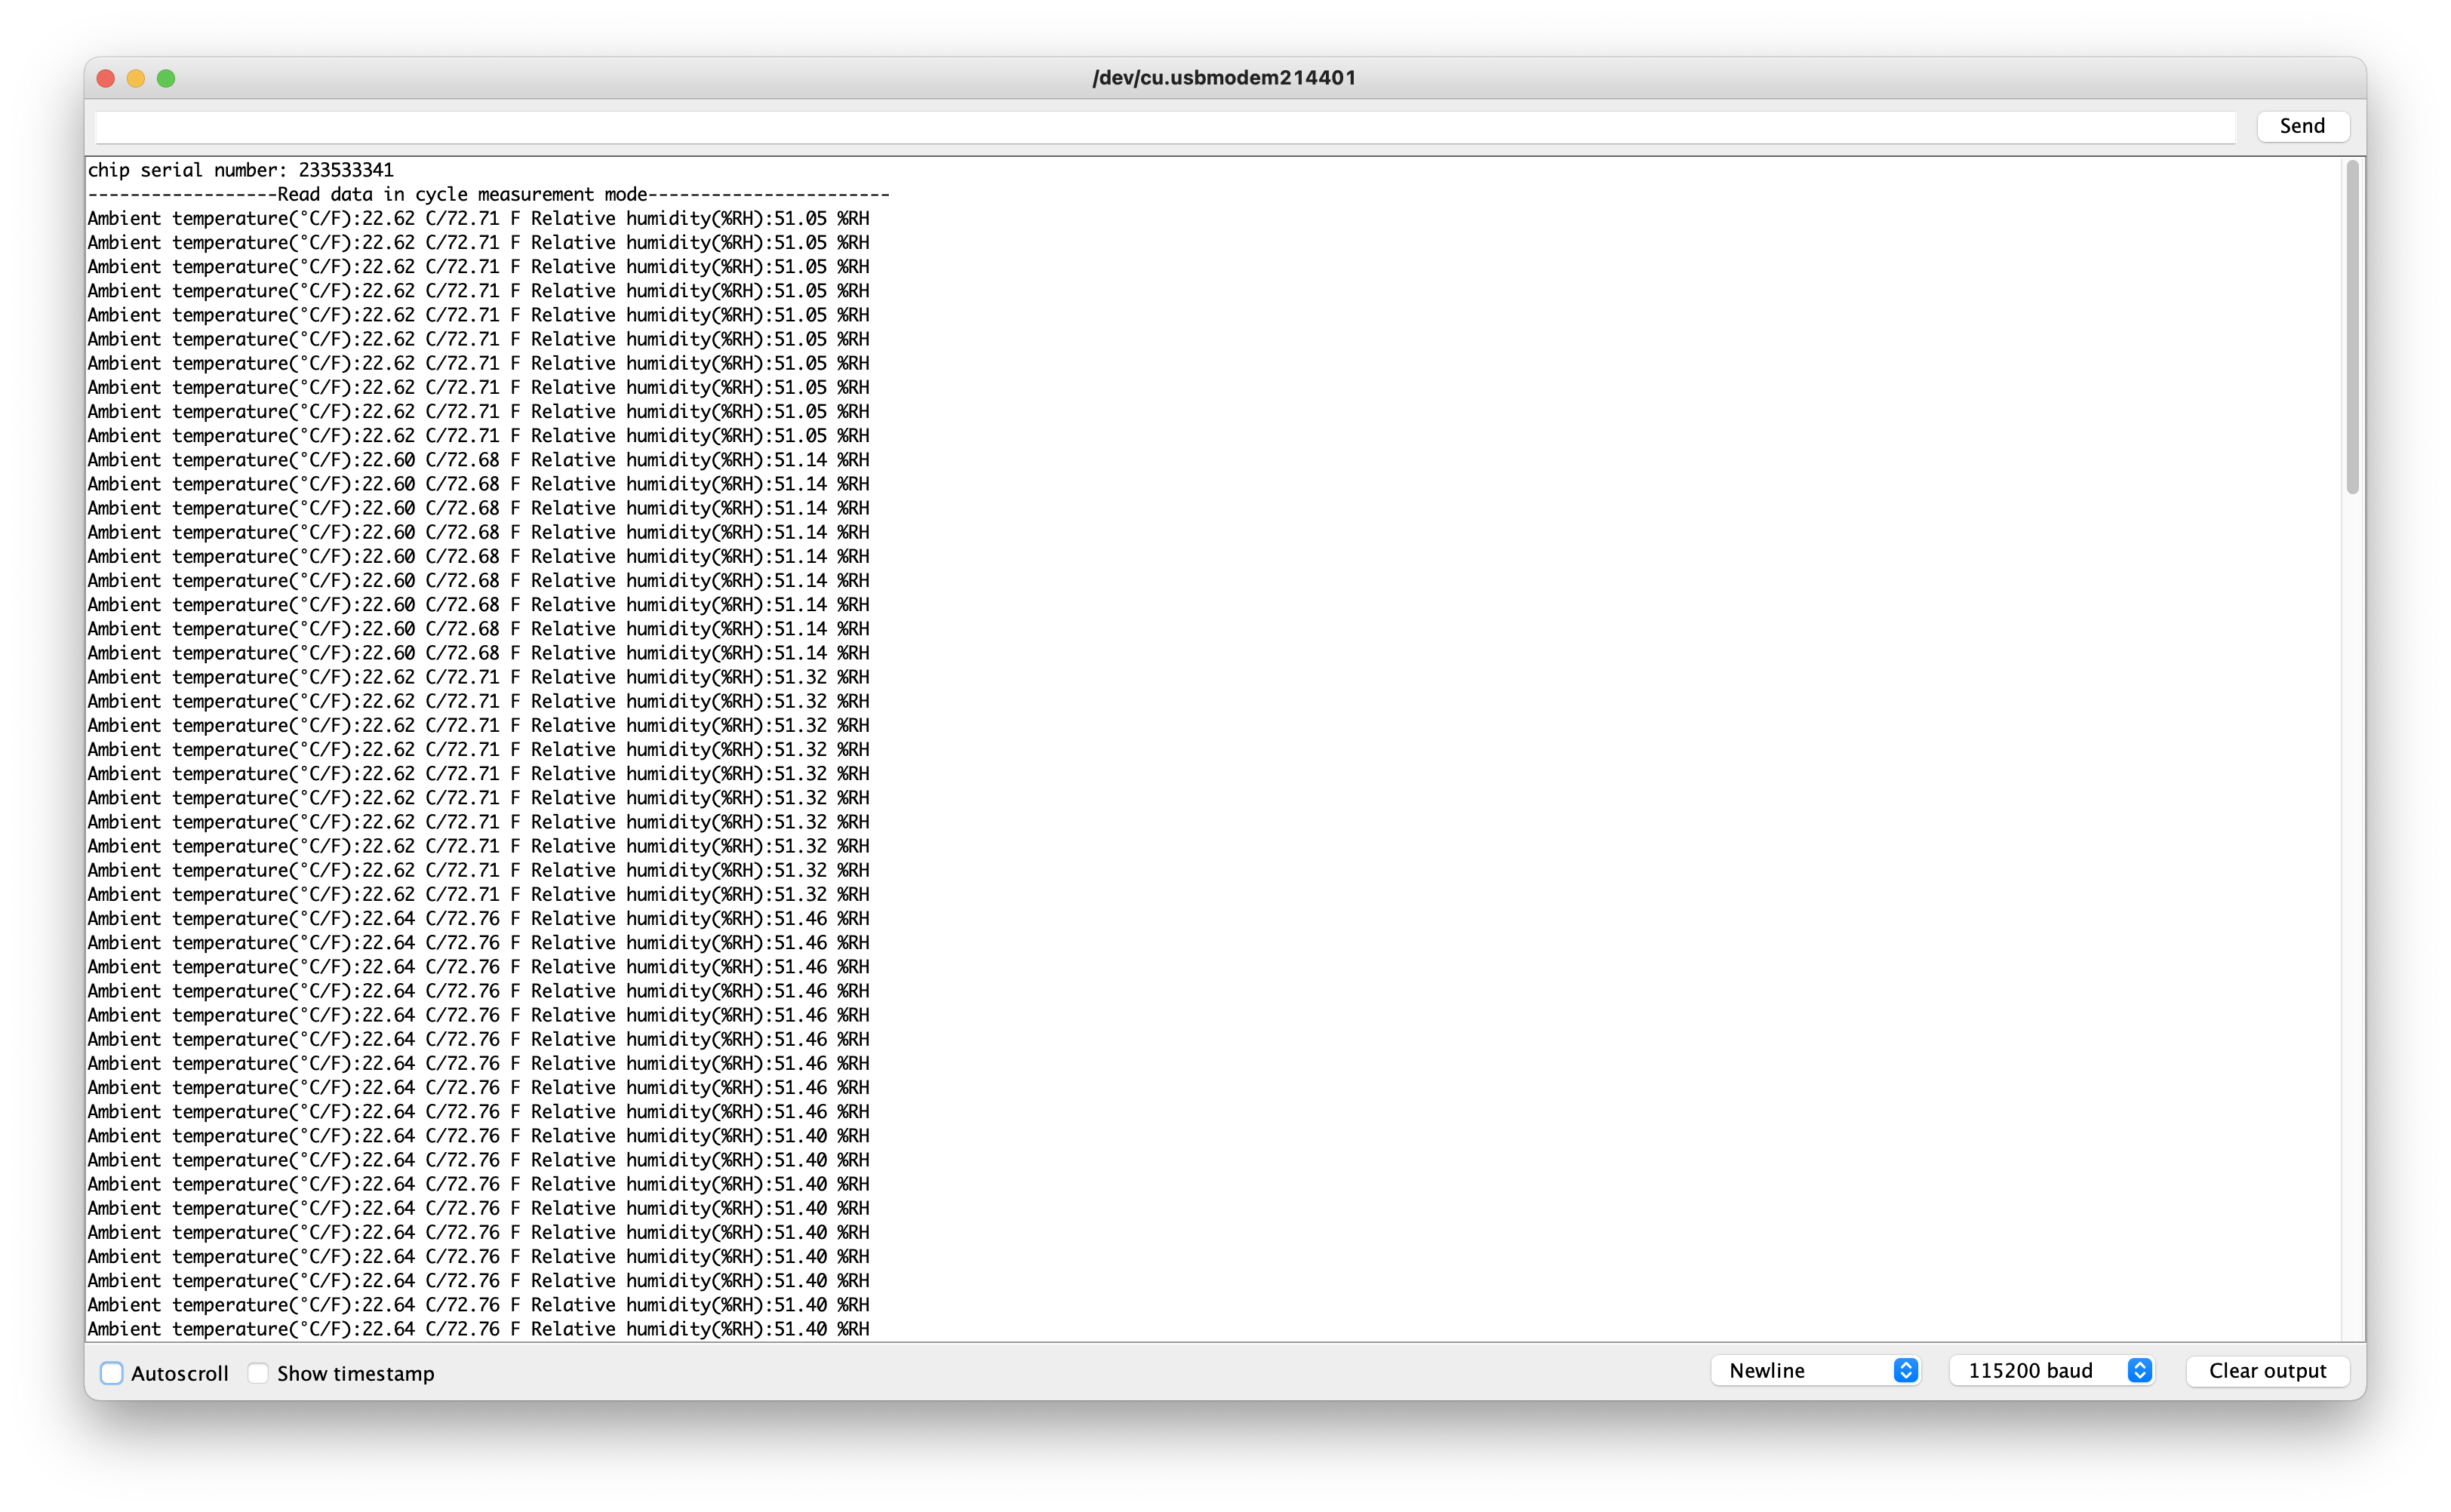 /dev/cu.usbmodem214401
Send
chip serial number: 233533341
------------------Read data in cycle measurement mode-----------------------
Ambient temperature(°C/F):22.62 C/72.71 F Relative humidity(%RH):51.05 %RH
Ambient temperature(°C/F):22.62 C/72.71 F Relative humidity(%RH):51.05 %RH
Ambient temperature(°C/F):22.62 C/72.71 F Relative humidity(%RH):51.05 %RH
Ambient temperature(°C/F):22.62 C/72.71 F Relative humidity(%RH):51.05 %RH
Ambient temperature(°C/F):22.62 C/72.71 F Relative humidity(%RH):51.05 %RH
Ambient temperature(°C/F):22.62 C/72.71 F Relative humidity(%RH):51.05 %RH
Ambient temperature(°C/F):22.62 C/72.71 F Relative humidity(%RH):51.05 %RH
Ambient temperature(°C/F):22.62 C/72.71 F Relative humidity(%RH):51.05 %RH
Ambient temperature(°C/F):22.62 C/72.71 F Relative humidity(%RH):51.05 %RH
Ambient temperature(°C/F):22.62 C/72.71 F Relative humidity(%RH):51.05 %RH
Ambient temperature(°C/F):22.60 C/72.68 F Relative humidity(%RH):51.14 %RH
Ambient temperature(°C/F):22.60 C/72.68 F Relative humidity(%RH):51.14 %RH
Ambient temperature(°C/F):22.60 C/72.68 F Relative humidity(%RH):51.14 %RH
Ambient temperature(°C/F):22.60 C/72.68 F Relative humidity(%RH):51.14 %RH
Ambient temperature(°C/F):22.60 C/72.68 F Relative humidity(%RH):51.14 %RH
Ambient temperature(°C/F):22.60 C/72.68 F Relative humidity(%RH):51.14 %RH
Ambient temperature(°C/F):22.60 C/72.68 F Relative humidity(%RH):51.14 %RH
Ambient temperature(°C/F):22.60 C/72.68 F Relative humidity(%RH):51.14 %RH
Ambient temperature(°C/F):22.60 C/72.68 F Relative humidity(%RH):51.14 %RH
Ambient temperature(°C/F):22.62 C/72.71 F Relative humidity(%RH):51.32 %RH
Ambient temperature(°C/F):22.62 C/72.71 F Relative humidity(%RH):51.32 %RH
Ambient temperature(°C/F):22.62 C/72.71 F Relative humidity(%RH):51.32 %RH
Ambient temperature(°C/F):22.62 C/72.71 F Relative humidity(%RH):51.32 %RH
Ambient temperature(°C/F):22.62 C/72.71 F Relative humidity(%RH):51.32 %RH
Ambient temperature(°C/F):22.62 C/72.71 F Relative humidity(%RH):51.32 %RH
Ambient temperature(°C/F):22.62 C/72.71 F Relative humidity(%RH):51.32 %RH
Ambient temperature(°C/F):22.62 C/72.71 F Relative humidity(%RH):51.32 %RH
Ambient temperature(°C/F):22.62 C/72.71 F Relative humidity(%RH):51.32 %RH
Ambient temperature(°C/F):22.62 C/72.71 F Relative humidity(%RH):51.32 %RH
Ambient temperature(°C/F):22.64 C/72.76 F Relative humidity(%RH):51.46 %RH
Ambient temperature(°C/F):22.64 C/72.76 F Relative humidity(%RH):51.46 %RH
Ambient temperature(°C/F):22.64 C/72.76 F Relative humidity(%RH):51.46 %RH
Ambient temperature(°C/F):22.64 C/72.76 F Relative humidity(%RH):51.46 %RH
Ambient temperature(°C/F):22.64 C/72.76 F Relative humidity(%RH):51.46 %RH
Ambient temperature(°C/F):22.64 C/72.76 F Relative humidity(%RH):51.46 %RH
Ambient temperature(°C/F):22.64 C/72.76 F Relative humidity(%RH):51.46 %RH
Ambient temperature(°C/F):22.64 C/72.76 F Relative humidity(%RH):51.46 %RH
Ambient temperature(°C/F):22.64 C/72.76 F Relative humidity(%RH):51.46 %RH
Ambient temperature(°C/F):22.64 C/72.76 F Relative humidity(%RH):51.40 %RH
Ambient temperature(°C/F):22.64 C/72.76 F Relative humidity(%RH):51.40 %RH
Ambient temperature(°C/F):22.64 C/72.76 F Relative humidity(%RH):51.40 %RH
Ambient temperature(°C/F):22.64 C/72.76 F Relative humidity(%RH):51.40 %RH
Ambient temperature(°C/F):22.64 C/72.76 F Relative humidity(%RH):51.40 %RH
Ambient temperature(°C/F):22.64 C/72.76 F Relative humidity(%RH):51.40 %RH
Ambient temperature(°C/F):22.64 C/72.76 F Relative humidity(%RH):51.40 %RH
Ambient temperature(°C/F):22.64 C/72.76 F Relative humidity(%RH):51.40 %RH
Ambient temperature(°C/F):22.64 C/72.76 F Relative humidity(%RH):51.40 %RH
Autoscroll Show timestamp Newline 115200 baud Clear output